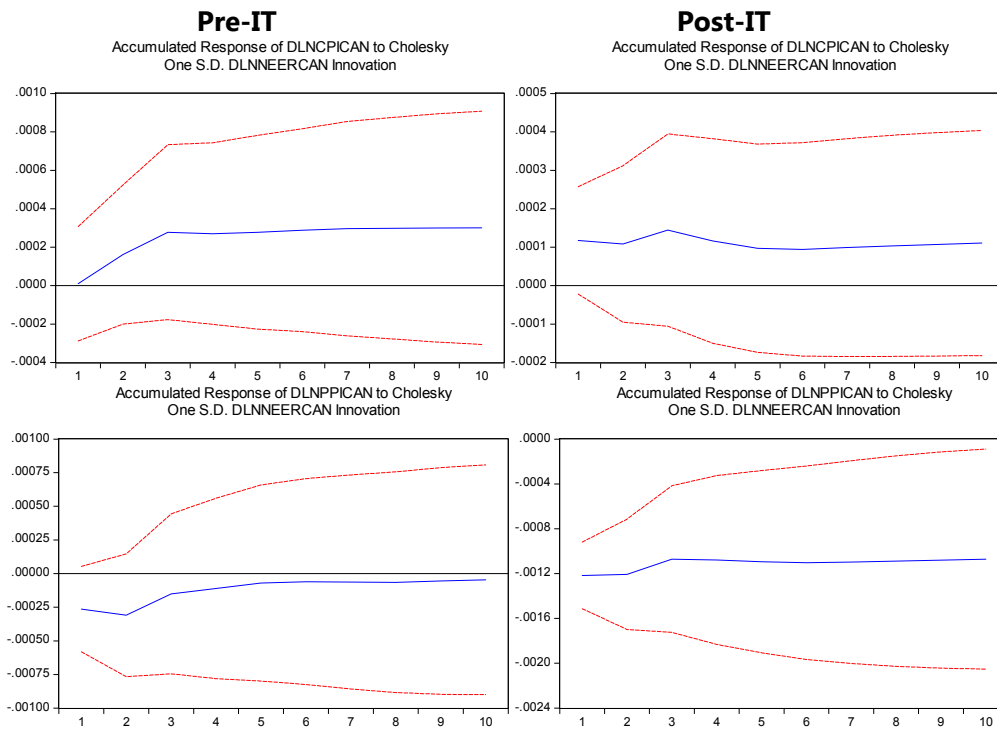 Pre-IT
Accumulated Response of DLNCPICAN to Cholesky
One S.D. DLNNEERCAN Innovation
.0010
.0008
.0006
.0004
.0002
.0000
-.0002
-.0004
1 2 3 4 5 6 7 8 9 10
Post-IT
Accumulated Response of DLNCPICAN to Cholesky
One S.D. DLNNEERCAN Innovation
.0005
.0004
.0003
.0002
.0001
.0000
-.0001
-.0002
1 2 3 4 5 6 7 8 9 10
Accumulated Response of DLNPPICAN to Cholesky
One S.D. DLNNEERCAN Innovation
.00100
.00075
.00050
.00025
.00000
-.00025
-.00050
-.00075
-.00100
1 2 3 4 5 6 7 8 9 10
Accumulated Response of DLNPPICAN to Cholesky
One S.D. DLNNEERCAN Innovation
.0000
-.0004
-.0008
-.0012
-.0016
-.0020
-.0024
1 2 3 4 5 6 7 8 9 10